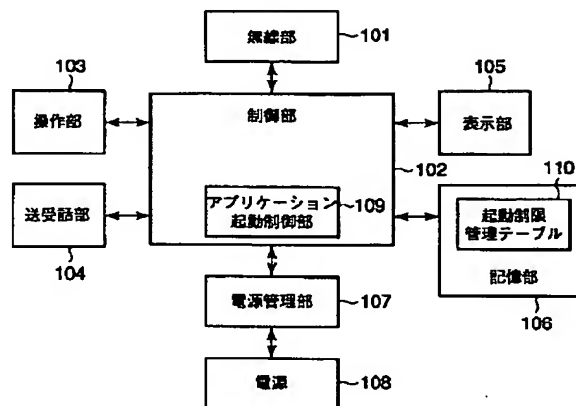 無線部
101
103
操作部
制御部
105
表示部
102
110
送受話部
104
アプリケーション
起動制御部
109
起動制限
管理テーブル
記憶部
106
電源管理部
107
電源
108